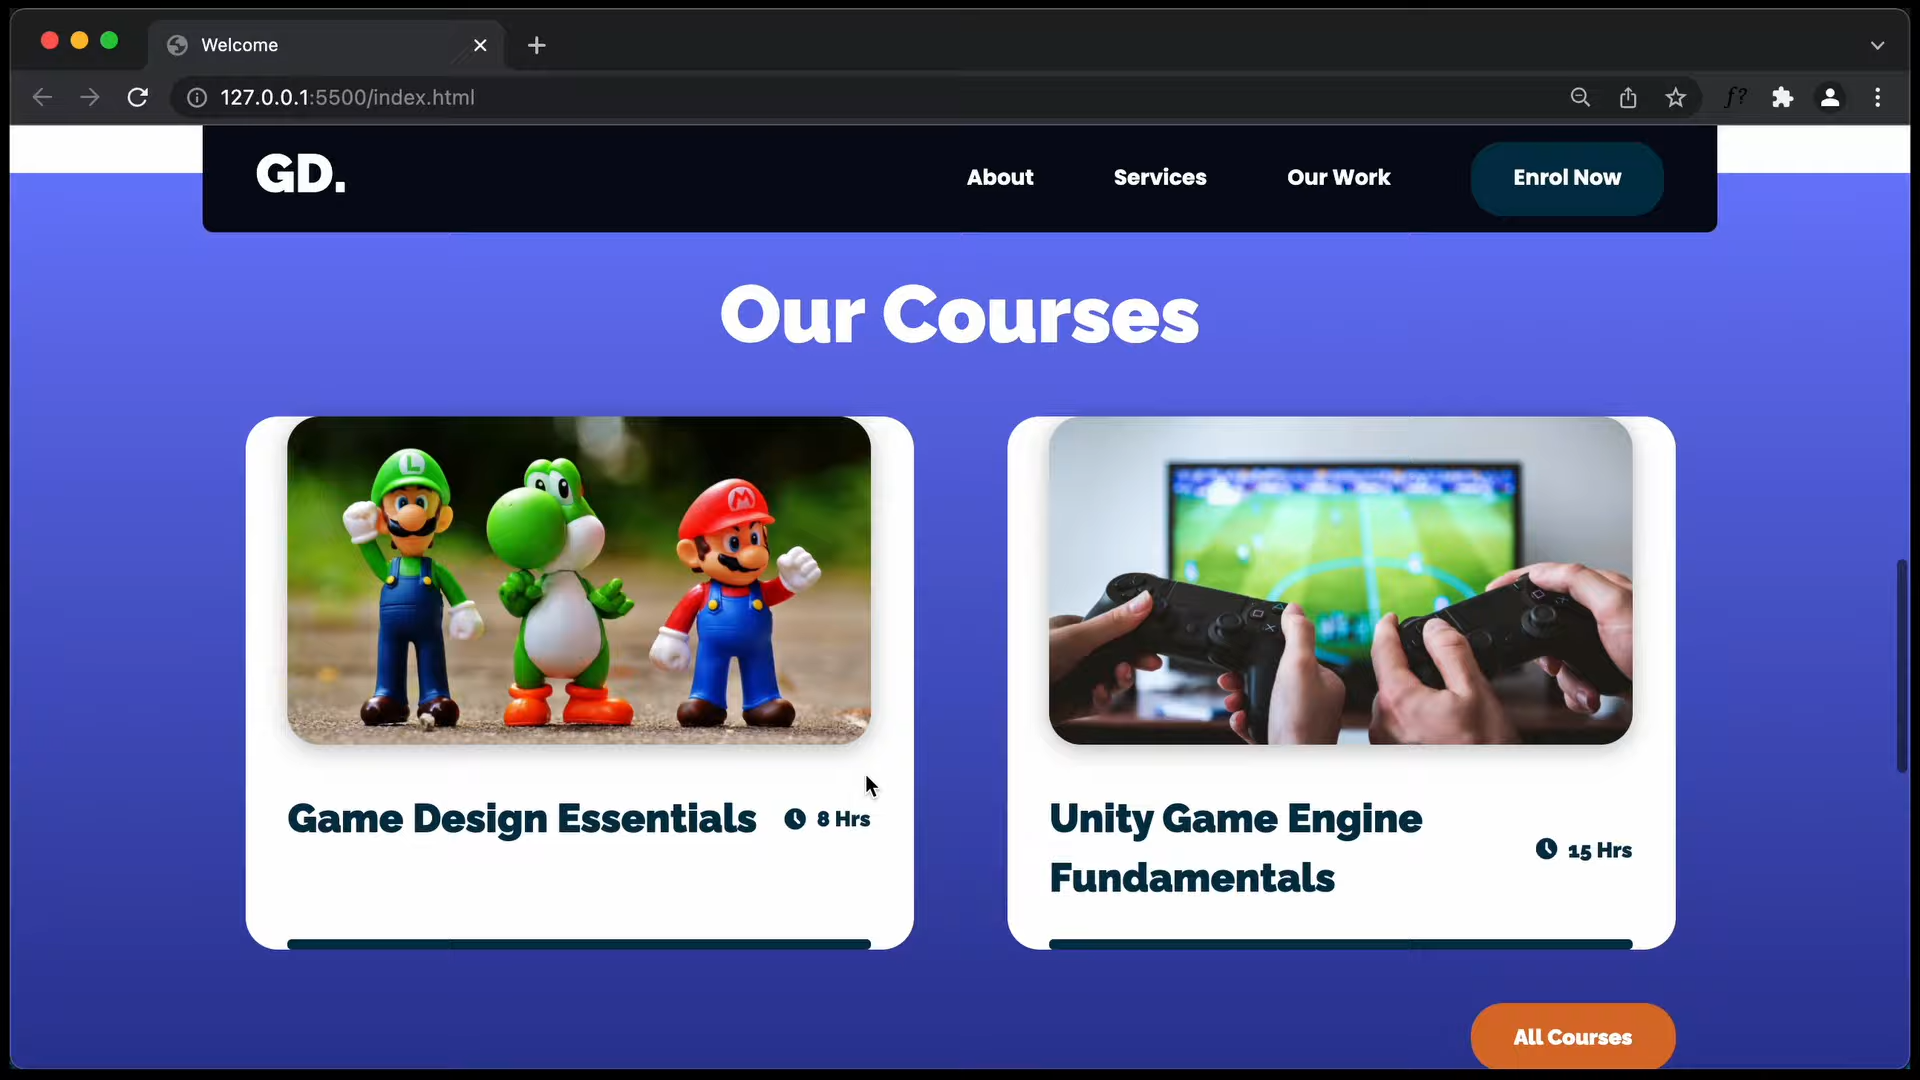 Welcome
127.0.0.1:5500/index.html
f?
GD.
About
Services
Our Work
Enrol Now
Our Courses
L
M
Game Design Essentials
8 Hrs
Unity Game Engine
Fundamentals
15 Hrs
All Courses